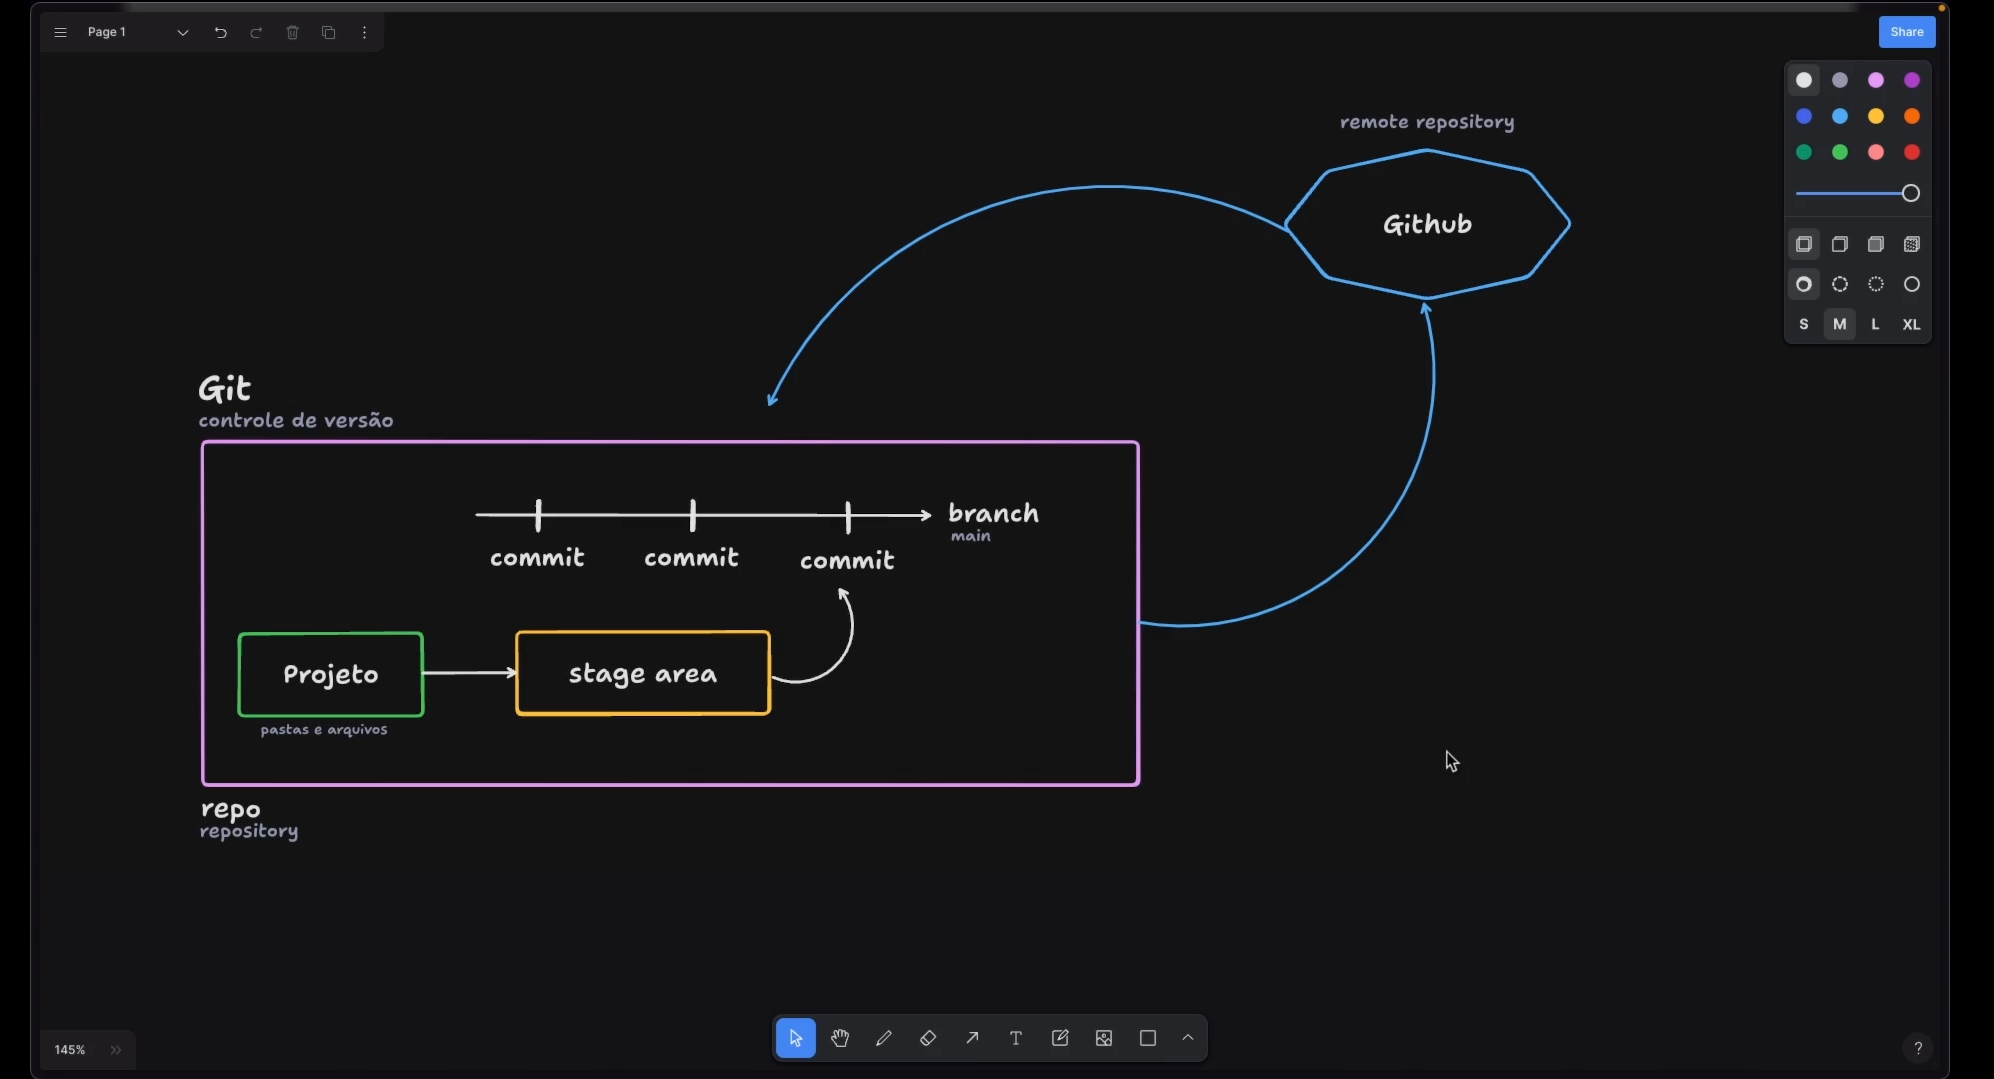 Page 1
Share
remote repository
Github
S M L XL
Git
controle de versão
branch
main
commit commit commit
Projeto
stage area
pastas e arquivos
repo
repository
145%
?